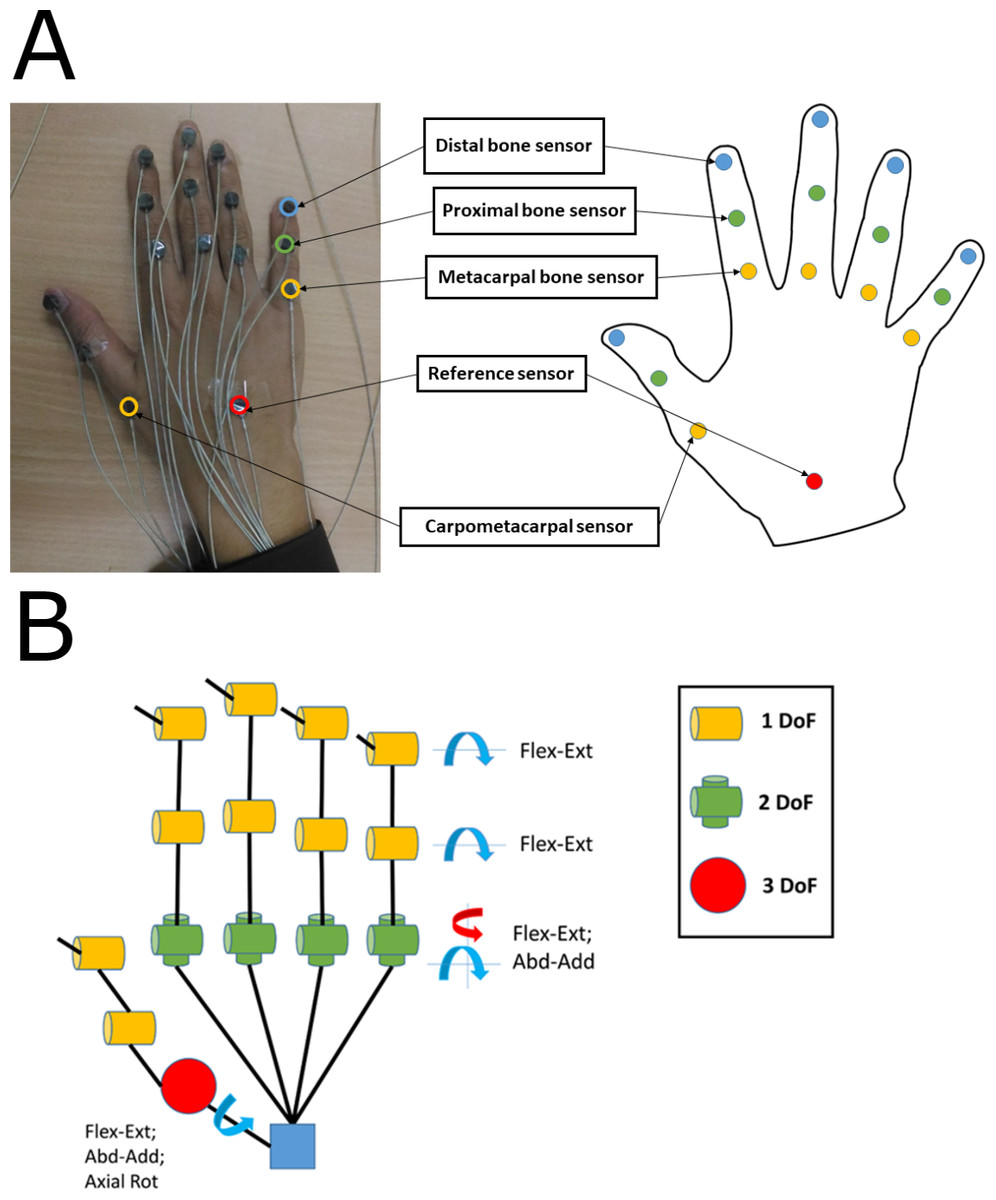 A
Distal bone sensor
Proximal bone sensor
Metacarpal bone sensor
Reference sensor
Carpometacarpal sensor
B
Flex-Ext
Flex-Ext
Flex-Ext;
Abd-Add
Flex-Ext;
Abd-Add;
Axial Rot
1 DoF
2 DoF
3 DoF